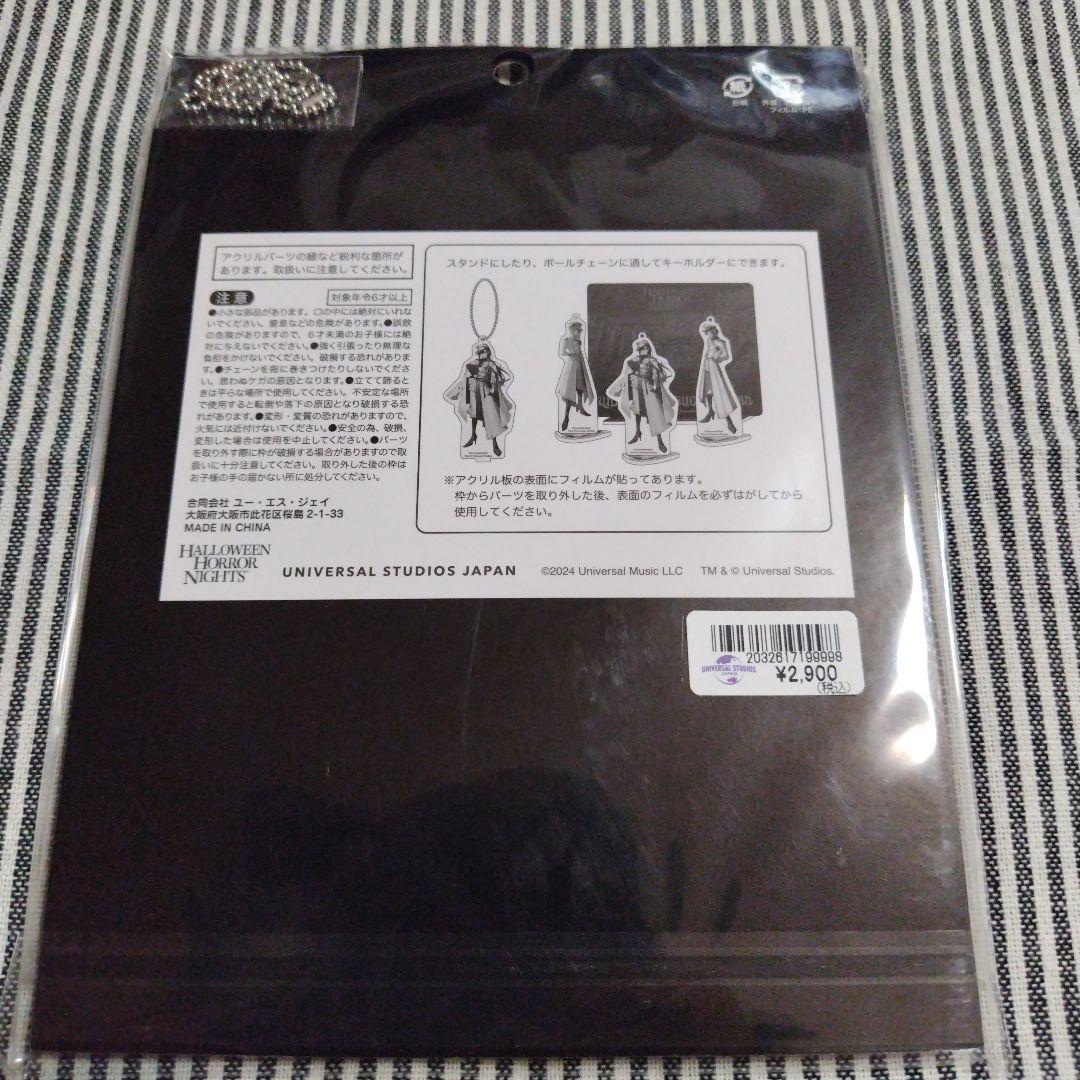 台紙
外袋
フィルム:PE
アクリルパーツの縁など鋭利な箇所が
あります。取扱いに注意してください。
注意
対象年令6才以上
●小さな部品があります。口の中には絶対にいれな
いでください。窒息などの危険があります。●誤飲
の危険がありますので、6才未満のお子様には絶
対に与えないでください。●強く引張ったり無理な
負担をかけないでください。破損する恐れがありま
す。●チェーンを指に巻きつけたりしないでくださ
い。思わぬケガの原因となります。●立てて飾ると
きは平らな場所で使用してください。不安定な場所
で使用すると転倒や落下の原因となり破損する恐
れがあります。●変形・変質の恐れがありますので、
火気には近付けないでください。●安全の為、破損、
変形した場合は使用を中止してください。●パーツ
を取り外す際に枠が破損する場合がありますので取
扱いに十分注意してください。取り外した後の枠は
お子様の手の届かない所に処分してください。
合同会社 ユー・エス・ジェイ
大阪府大阪市此花区桜島 2-1-33
MADE IN CHINA
スタンドにしたり、ボールチェーンに通してキーホルダーにできます。
※アクリル板の表面にフィルムが貼ってあります。
枠からパーツを取り外した後、表面のフィルムを必ずはがしてから
使用してください。
HALLOWEEN
HORROR
NIGHTS™
UNIVERSAL STUDIOS JAPAN
©2024 Universal Music LLC
TM & © Universal Studios.
2032617199998
UNIVERSAL STUDIOS
JAPAN
¥2,900
(税込)